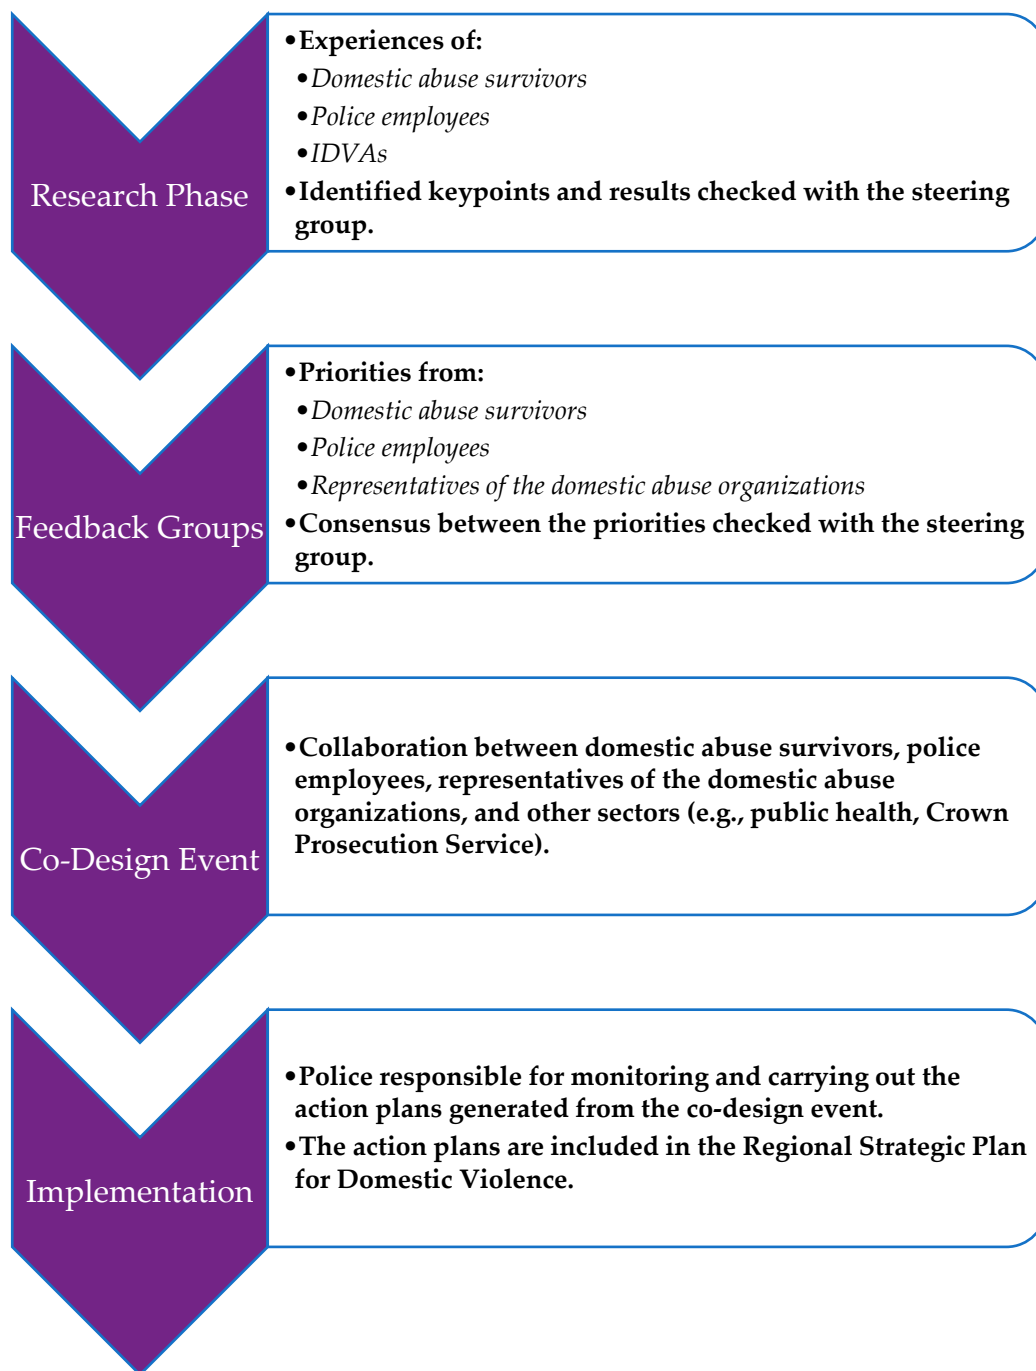 Research Phase
•Experiences of:
•Domestic abuse survivors
•Police employees
•IDVAs
•Identified keypoints and results checked with the steering
group.
Feedback Groups
•Priorities from:
•Domestic abuse survivors
•Police employees
•Representatives of the domestic abuse organizations
•Consensus between the priorities checked with the steering
group.
Co-Design Event
•Collaboration between domestic abuse survivors, police
employees, representatives of the domestic abuse
organizations, and other sectors (e.g., public health, Crown
Prosecution Service).
Implementation
•Police responsible for monitoring and carrying out the
action plans generated from the co-design event.
•The action plans are included in the Regional Strategic Plan
for Domestic Violence.